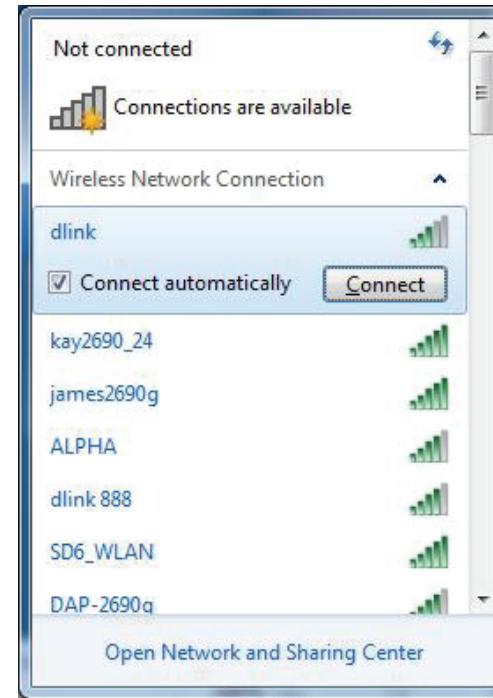 Not connected
Connections are available
Wireless Network Connection
dlink
Connect automatically Connect
kay2690_24
james2690g
ALPHA
dlink 888
SD6_WLAN
DAP-2690g
Open Network and Sharing Center